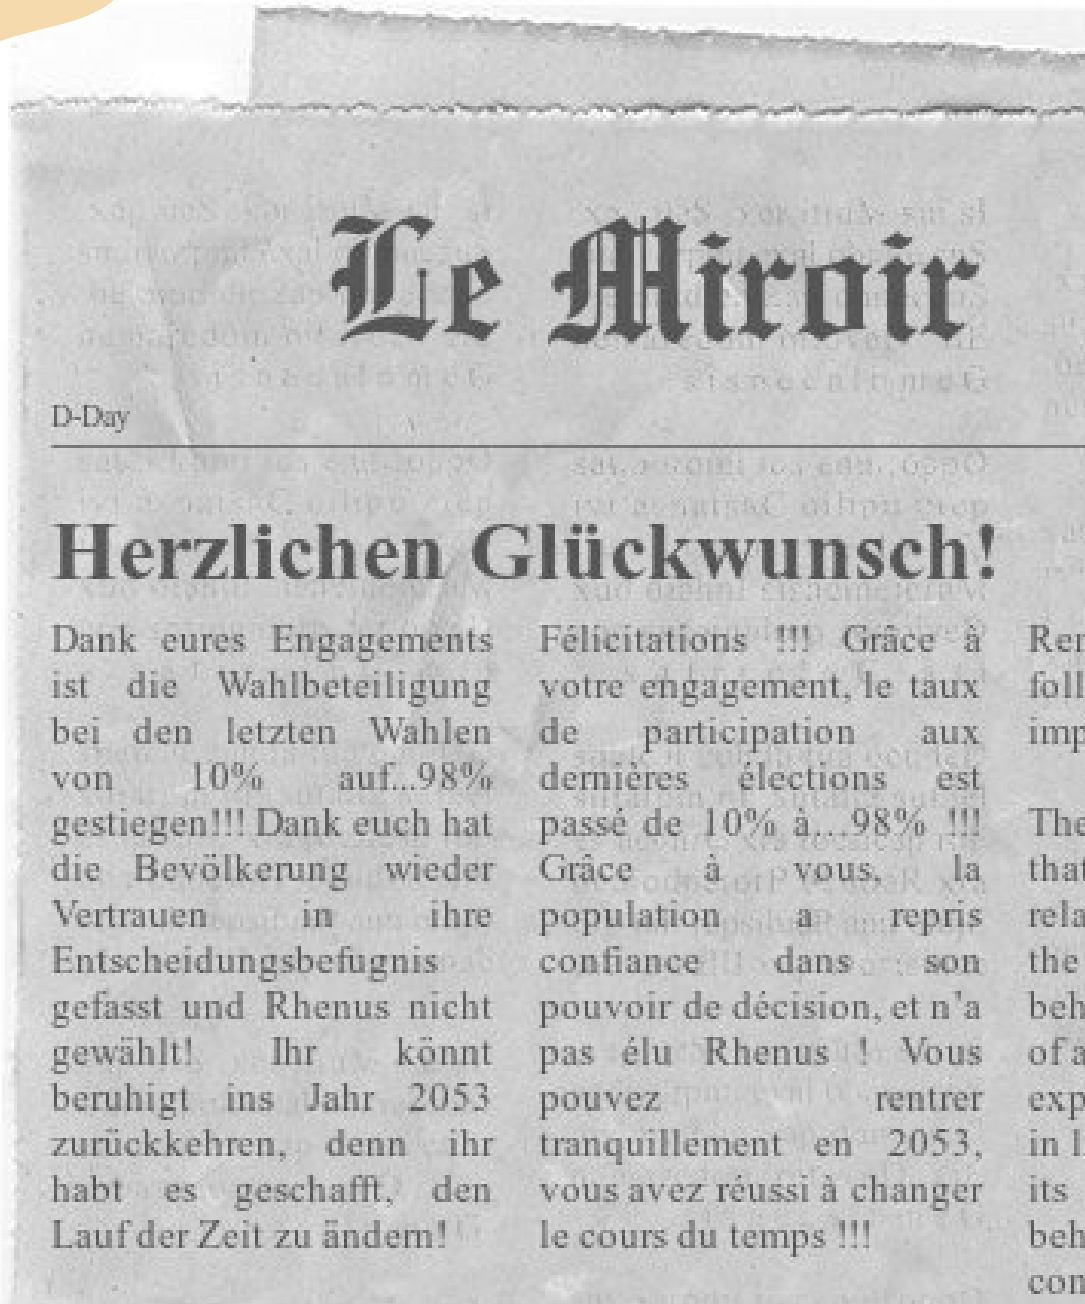 Le Miroir
D-Day
Herzlichen Glückwunsch!
Dank eures Engagements
ist die Wahlbeteiligung
bei den letzten Wahlen
von 10% auf...98%
gestiegen!!! Dank euch hat
die Bevölkerung wieder
Vertrauen in ihre
Entscheidungsbefugnis
gefasst und Rhenus nicht
gewählt! Ihr könnt
beruhigt ins Jahr 2053
zurückkehren, denn ihr
habt es geschafft, den
Lauf der Zeit zu ändern!
Félicitations !!! Grâce à
votre engagement, le taux
de participation aux
dernières élections est
passé de 10% à...98% !!!
Grâce à vous, la
population a repris
confiance dans son
pouvoir de décision, et n'a
pas élu Rhenus ! Vous
pouvez rentrer
tranquillement en 2053,
vous avez réussi à changer
le cours du temps !!!
the
of a
in
its